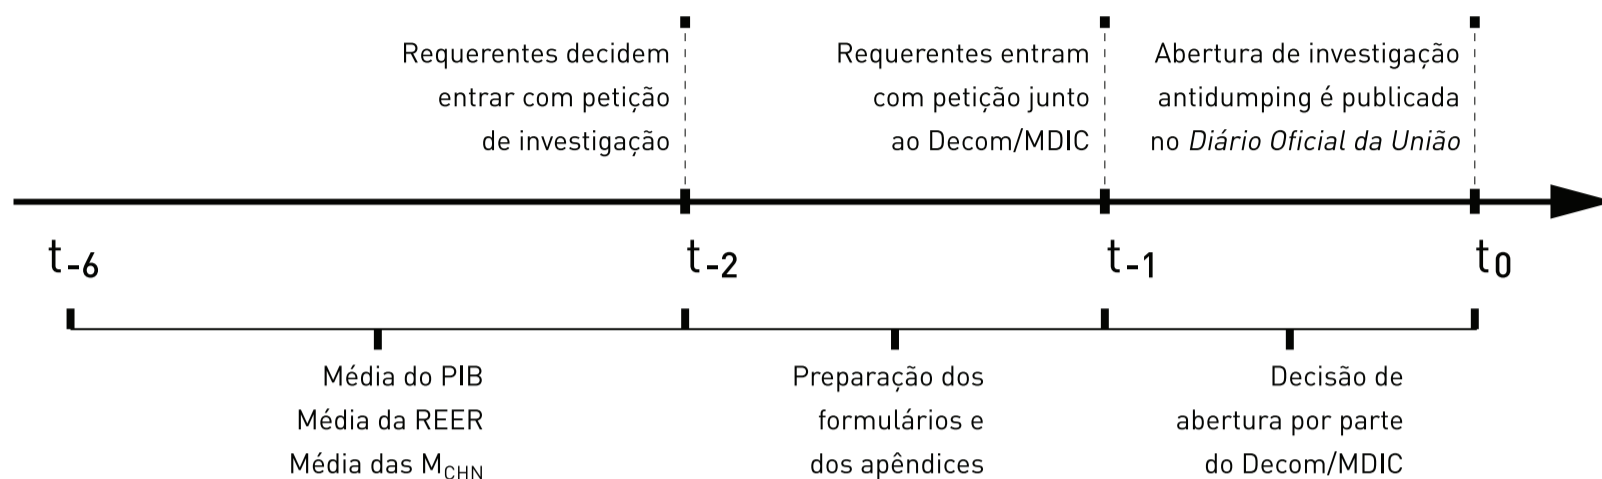 Requerentes decidem
entrar com petição
de investigação
Requerentes entram
com petição junto
ao Decom/MDIC
Abertura de investigação
antidumping é publicada
no Diário Oficial da União
t-6
t-2
t-1
t0
Média do PIB
Média da REER
Média das MCHN
Preparação dos
formulários e
dos apêndices
Decisão de
abertura por parte
do Decom/MDIC